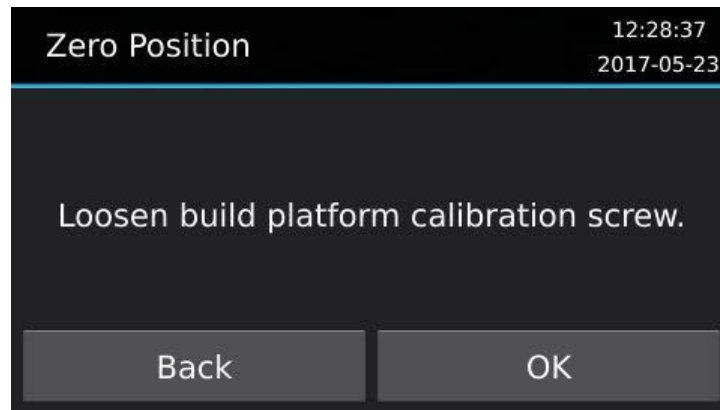 Zero Position
12:28:37
2017-05-23
Loosen build platform calibration screw.
Back
OK